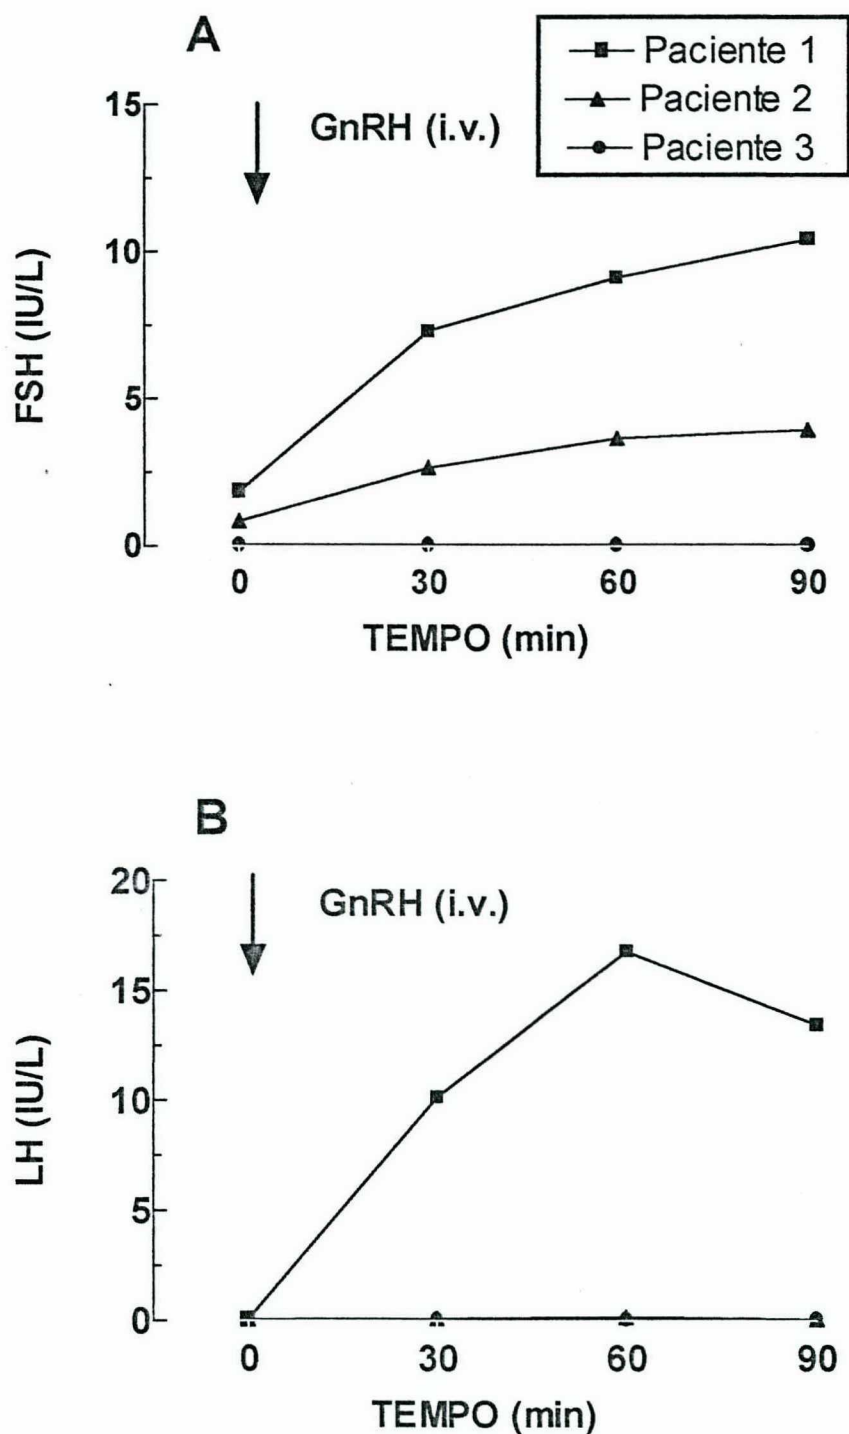 A
Paciente 1
Paciente 2
Paciente 3
GnRH (i.v.)
FSH (IU/L)
15
10
5
0
0 30 60 90
TEMPO (min)
B
GnRH (i.v.)
LH (IU/L)
20
15
10
5
0
0 30 60 90
TEMPO (min)